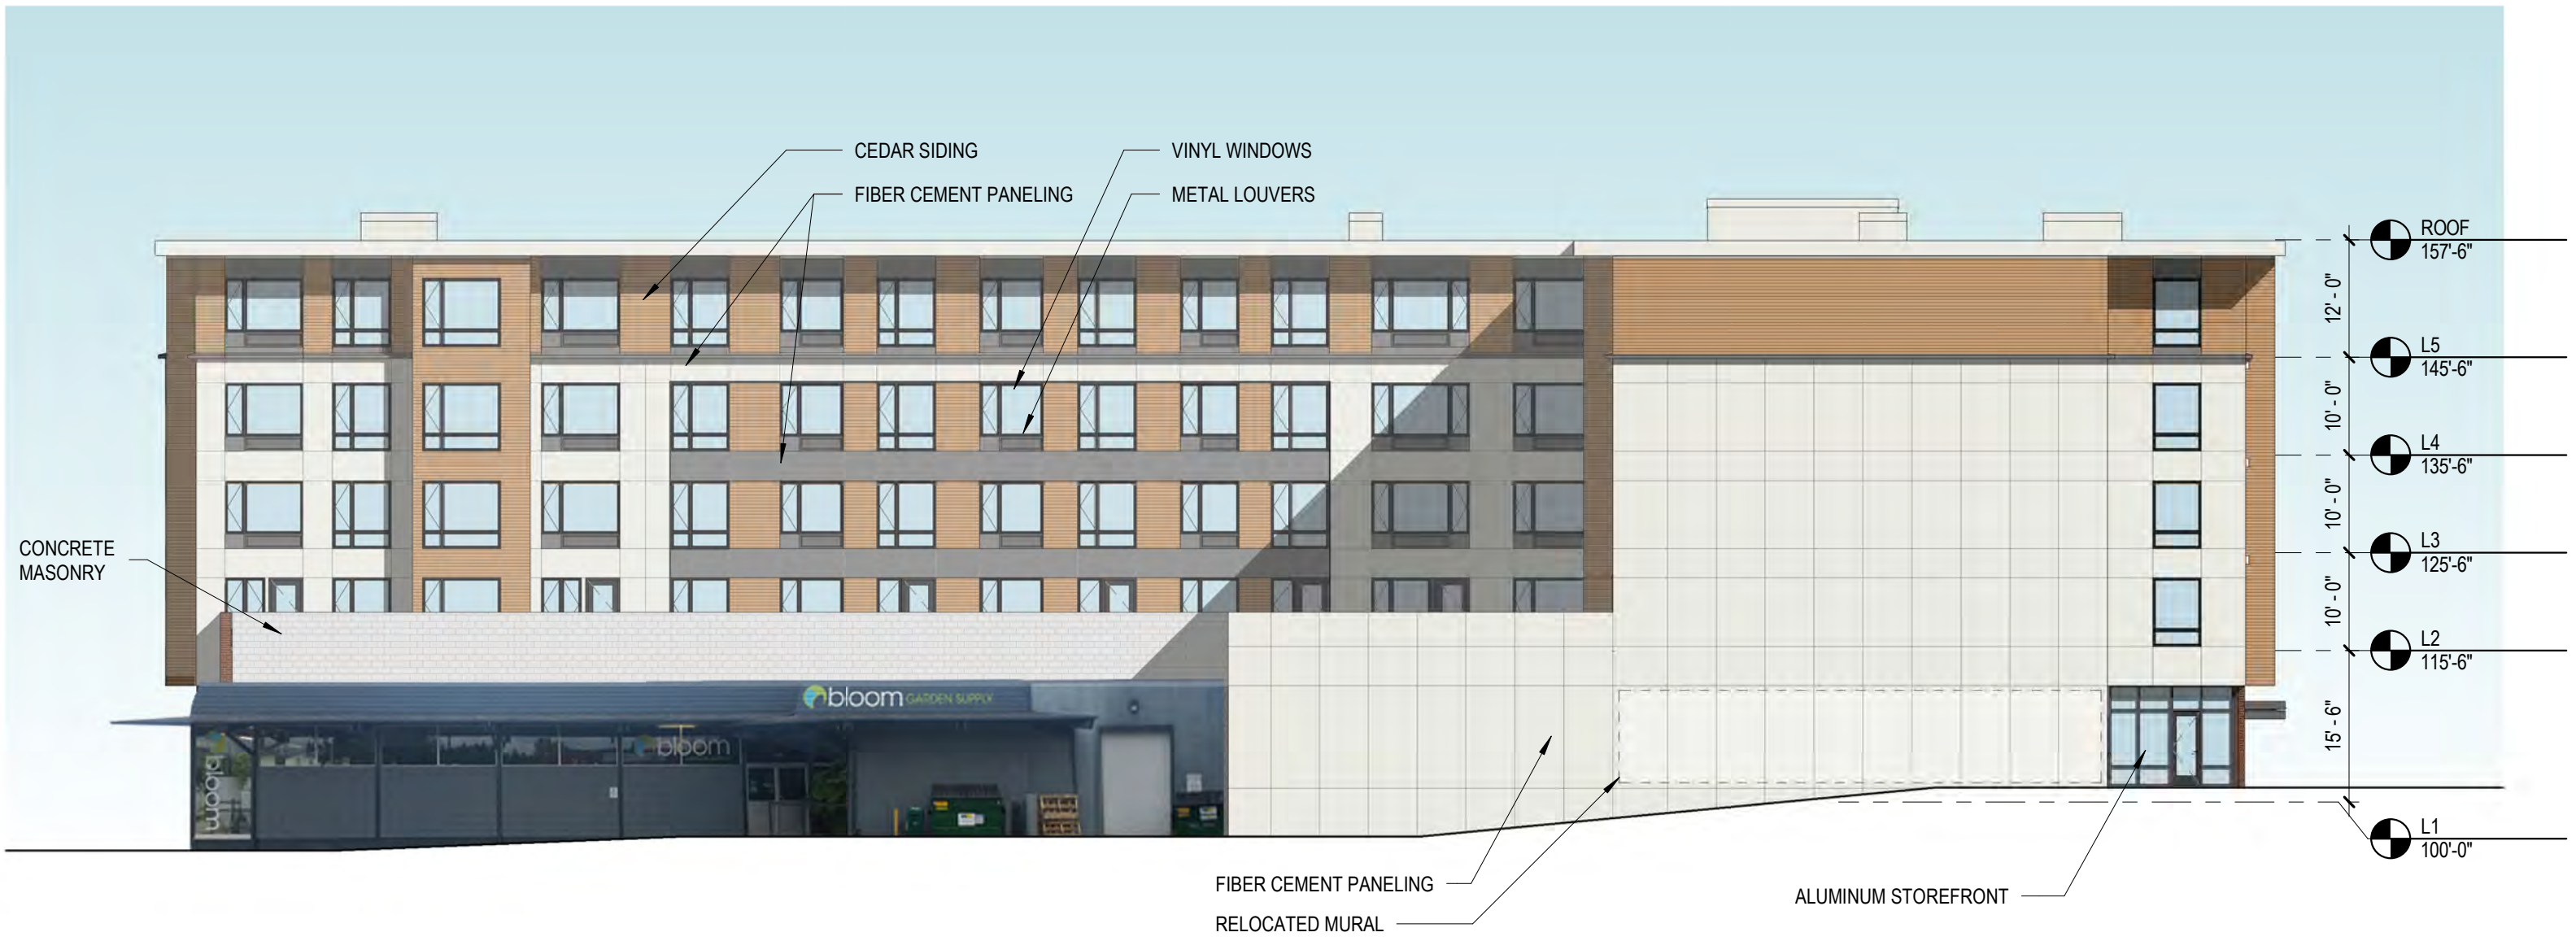 CEDAR SIDING
VINYL WINDOWS
FIBER CEMENT PANELING
METAL LOUVERS
ROOF
157'-6"
12' - 0"
L5
145'-6"
10' - 0"
L4
135'-6"
10' - 0"
L3
125'-6"
10' - 0"
L2
115'-6"
15' - 6"
L1
100'-0"
CONCRETE
MASONRY
bloom GARDEN SUPPLY
bloom
bloom
FIBER CEMENT PANELING
RELOCATED MURAL
ALUMINUM STOREFRONT